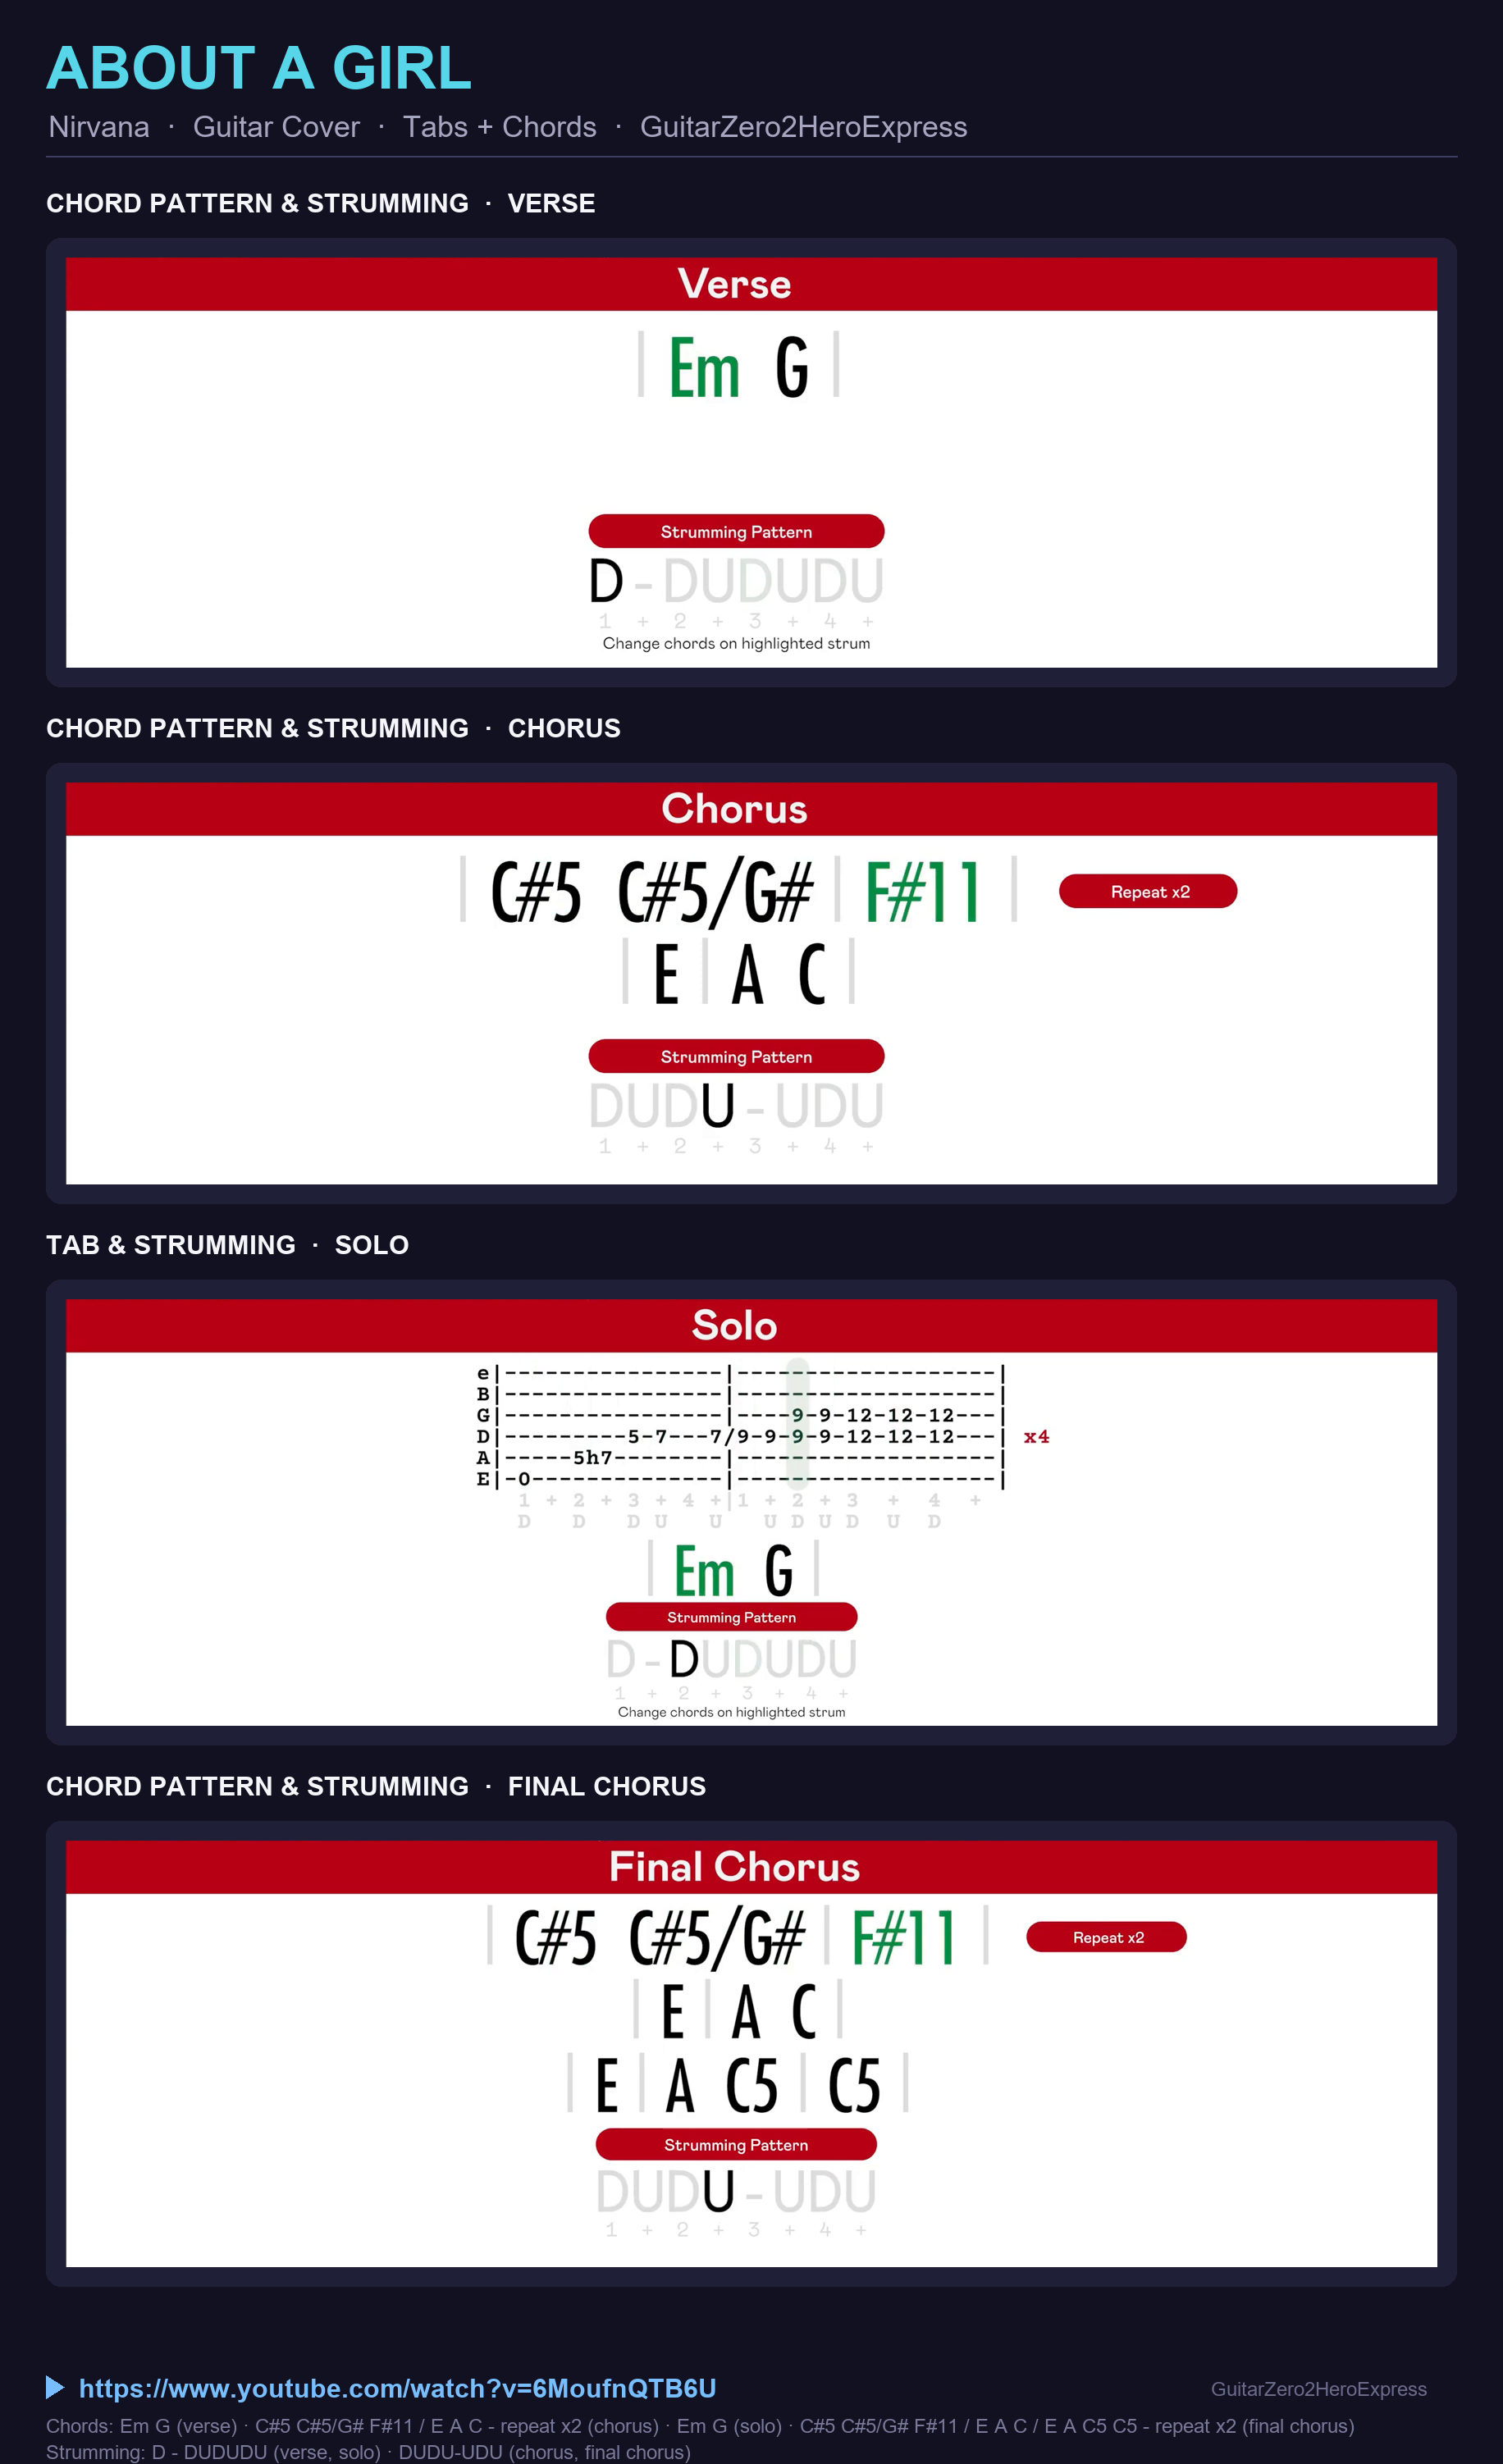 ABOUT A GIRL
Nirvana · Guitar Cover · Tabs + Chords · GuitarZero2HeroExpress
CHORD PATTERN & STRUMMING · VERSE
Verse
| Em G |
Strumming Pattern
D - DUDUDU
1 + 2 + 3 + 4 +
Change chords on highlighted strum
CHORD PATTERN & STRUMMING · CHORUS
Chorus
| C#5 C#5/G# | F#11 | Repeat x2
| E | A C |
Strumming Pattern
DUDU-UDU
1 + 2 + 3 + 4 +
TAB & STRUMMING · SOLO
Solo
e|----------------|-------------------|
B|----------------|-------------------|
G|----------------|----9-9-12-12-12---|
D|---------5-7---7/9-9-9-9-12-12-12---| x4
A|-----5h7--------|-------------------|
E|-0--------------|-------------------|
1 + 2 + 3 + 4 +|1 + 2 + 3 + 4 +
D D D U U U D U D U D
| Em G |
Strumming Pattern
D - DUDUDU
1 + 2 + 3 + 4 +
Change chords on highlighted strum
CHORD PATTERN & STRUMMING · FINAL CHORUS
Final Chorus
| C#5 C#5/G# | F#11 | Repeat x2
| E | A C |
| E | A C5 | C5 |
Strumming Pattern
DUDU-UDU
1 + 2 + 3 + 4 +
https://www.youtube.com/watch?v=6MoufnQTB6U GuitarZero2HeroExpress
Chords: Em G (verse) · C#5 C#5/G# F#11 / E A C - repeat x2 (chorus) · Em G (solo) · C#5 C#5/G# F#11 / E A C / E A C5 C5 - repeat x2 (final chorus)
Strumming: D - DUDUDU (verse, solo) · DUDU-UDU (chorus, final chorus)